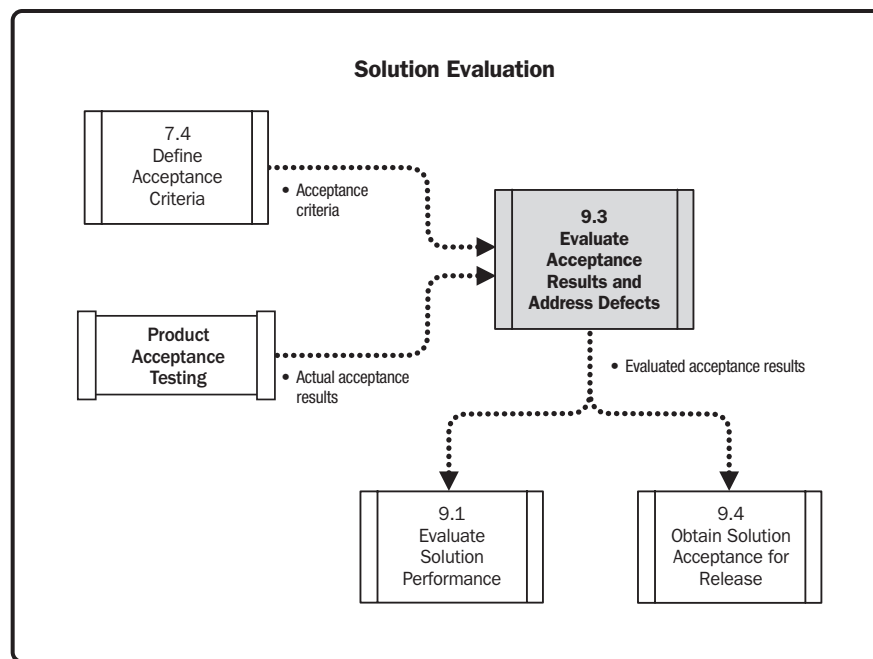 Solution Evaluation
7.4
Define
Acceptance
Criteria
• Acceptance
criteria
9.3
Evaluate
Acceptance
Results and
Address Defects
Product
Acceptance
Testing
• Actual acceptance
results
• Evaluated acceptance results
9.1
Evaluate
Solution
Performance
9.4
Obtain Solution
Acceptance for
Release